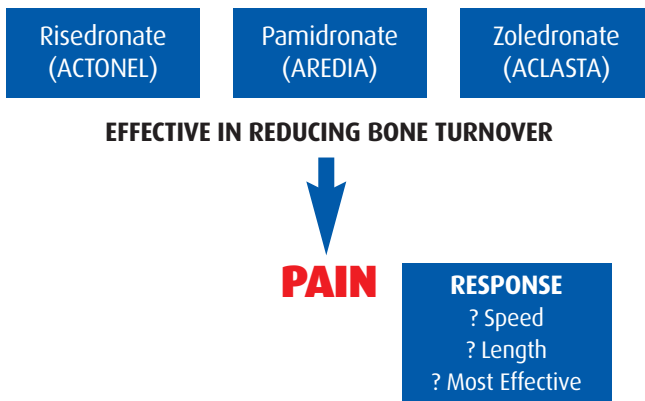 Risedronate
(ACTONEL)
Pamidronate
(AREDIA)
Zoledronate
(ACLASTA)
EFFECTIVE IN REDUCING BONE TURNOVER
PAIN
RESPONSE
? Speed
? Length
? Most Effective